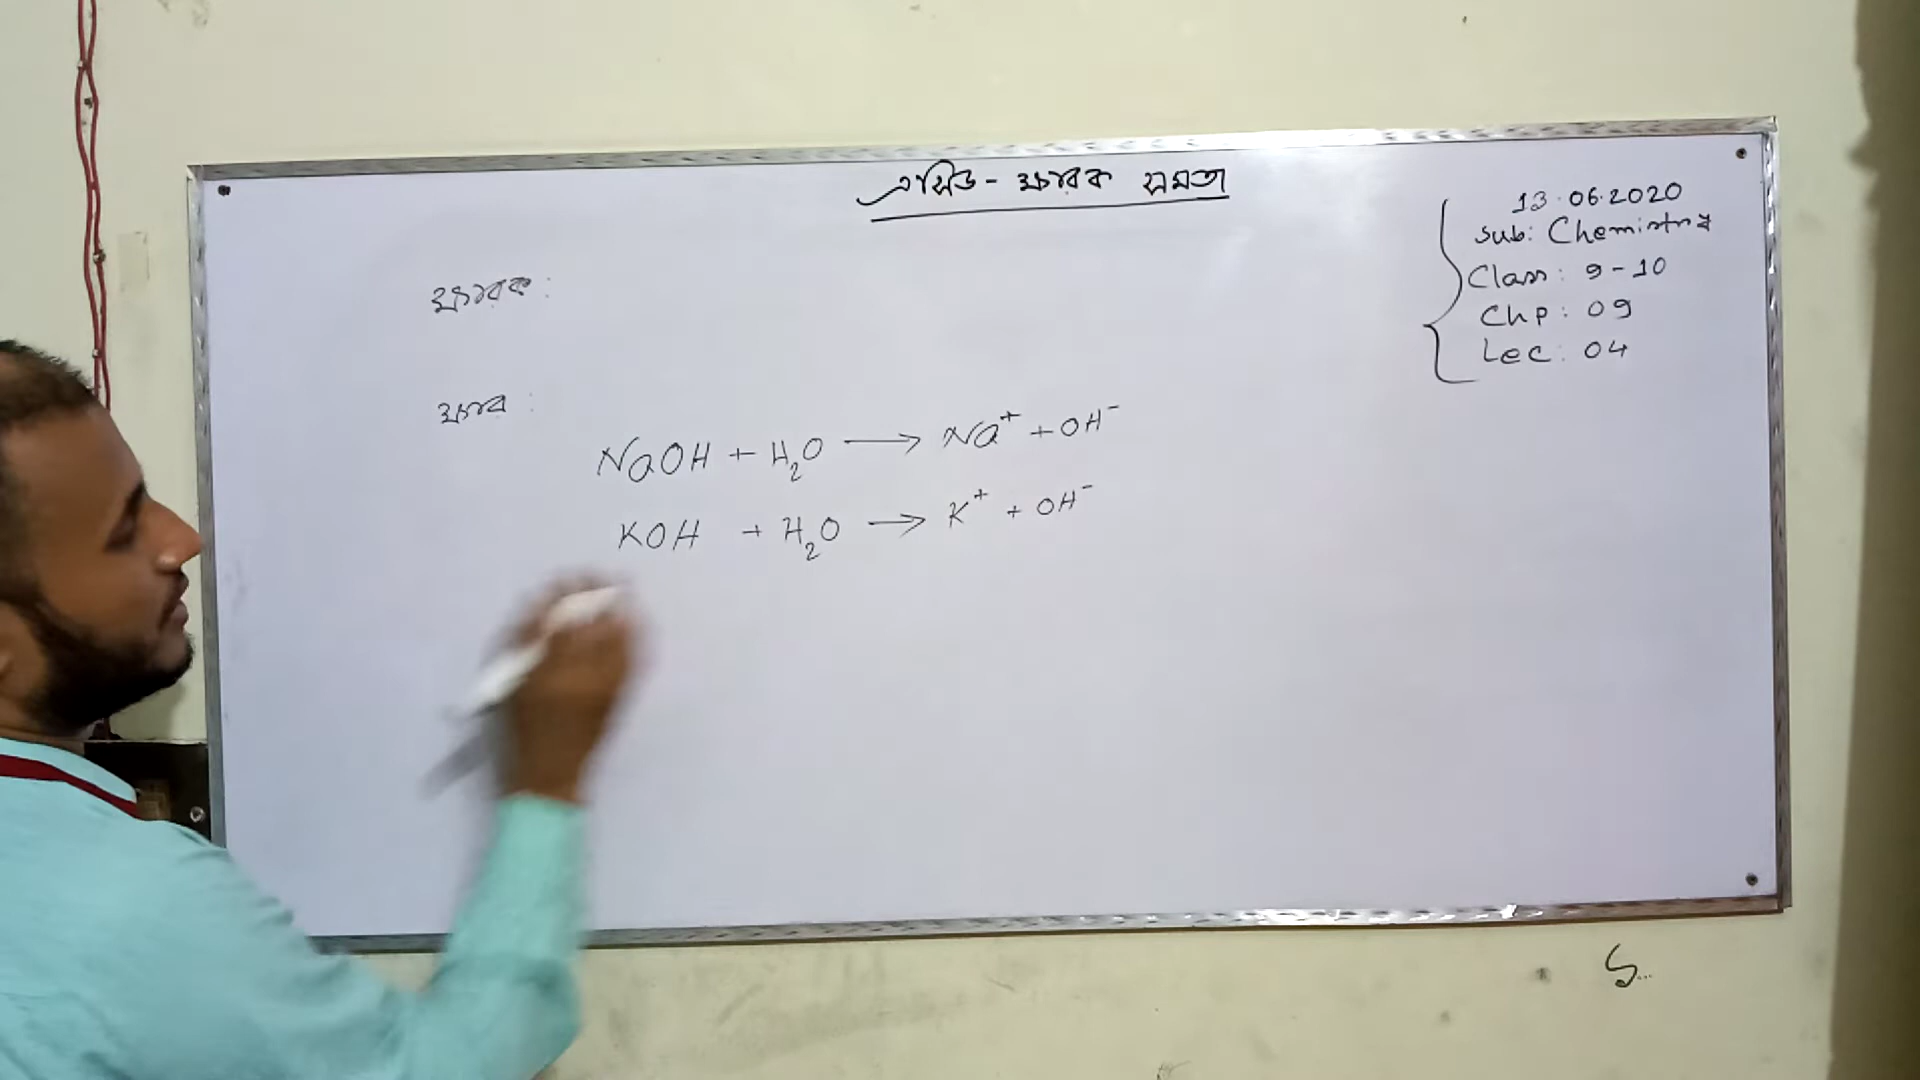 এসিড - ক্ষারক সমতা
13.06.2020
Sub: Chemistry
Class: 9-10
Chp: 09
Lec: 04
ক্ষারক:
ক্ষার:
NaOH + H₂O ⟶ Na⁺ + OH⁻
KOH + H₂O ⟶ K⁺ + OH⁻
S...